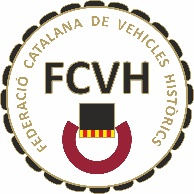 FEDERACIÓ CATALANA DE VEHICLES HISTÒRICS
FCVH